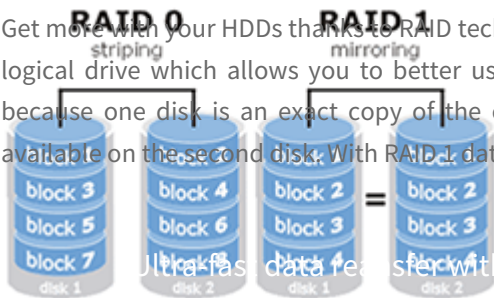 RAID 0 RAID 1
Get more with your HDDs thanks to RAID tec
striping mirroring
logical drive which allows you to better us
because one disk is an exact copy of the
available on the second disk. With RAID 1 dat
block 1 block 2 block 1 block 1
block 3 block 4 block 2 = block 2
block 5 block 6 block 3 block 3
block 7 block 8 block 4 block 4
Ultra-fast data transfer with
disk 1 disk 2 disk 1 disk 2